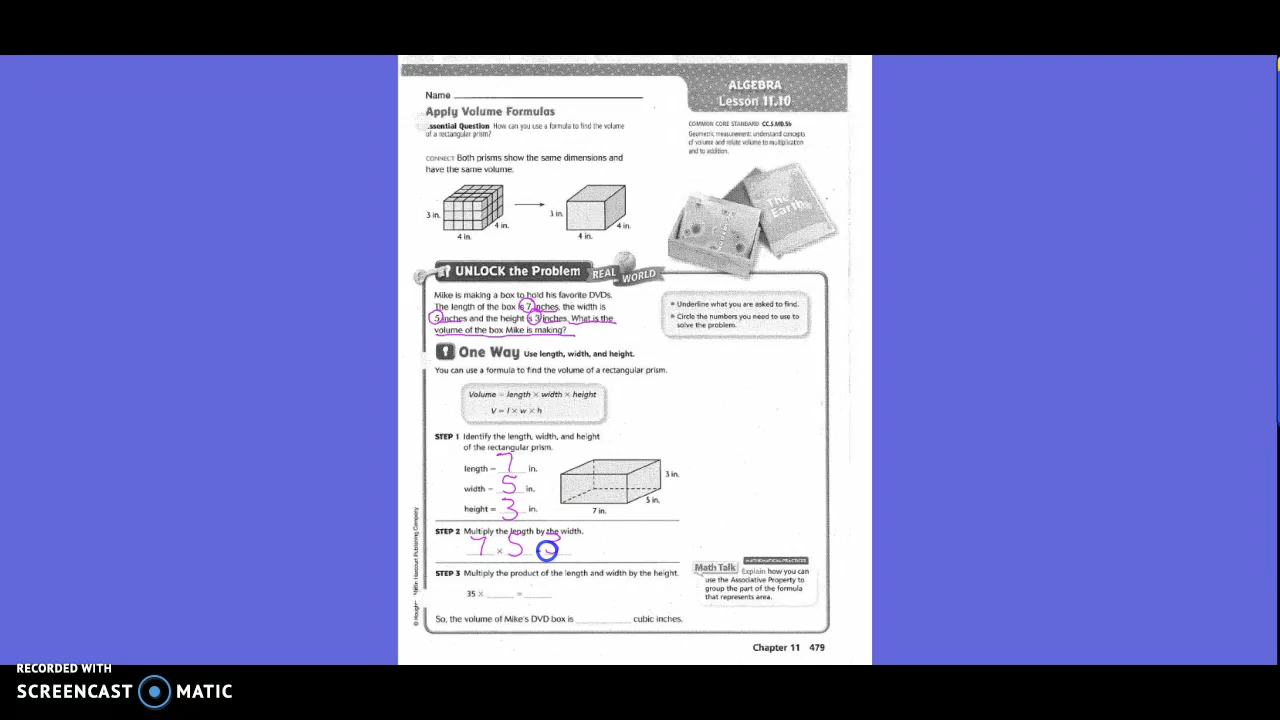 ALGEBRA
Lesson 11.10
Name
Apply Volume Formulas
Essential Question How can you use a formula to find the volume
of a rectangular prism?
COMMON CORE STANDARD CC.5.MD.5b
Geometric measurement: understand concepts
of volume and relate volume to multiplication
and to addition.
CONNECT Both prisms show the same dimensions and
have the same volume.
3 in.
4 in.
4 in.
3 in.
4 in.
4 in.
The
Earth
UNLOCK the Problem
REAL WORLD
Mike is making a box to hold his favorite DVDs.
The length of the box is 7 inches, the width is
5 inches and the height is 3 inches. What is the
volume of the box Mike is making?
• Underline what you are asked to find.
• Circle the numbers you need to use to
solve the problem.
One Way Use length, width, and height.
You can use a formula to find the volume of a rectangular prism.
Volume = length × width × height
V = l × w × h
STEP 1 Identify the length, width, and height
of the rectangular prism.
length = 7 in.
width = 5 in.
height = 3 in.
3 in.
5 in.
7 in.
STEP 2 Multiply the length by the width.
7 × 5 = 3
STEP 3 Multiply the product of the length and width by the height.
35 × =
So, the volume of Mike's DVD box is cubic inches.
MATHEMATICAL PRACTICES
Math Talk Explain how you can
use the Associative Property to
group the part of the formula
that represents area.
Harcourt Publishing Company
Chapter 11 479
RECORDED WITH
SCREENCAST MATIC